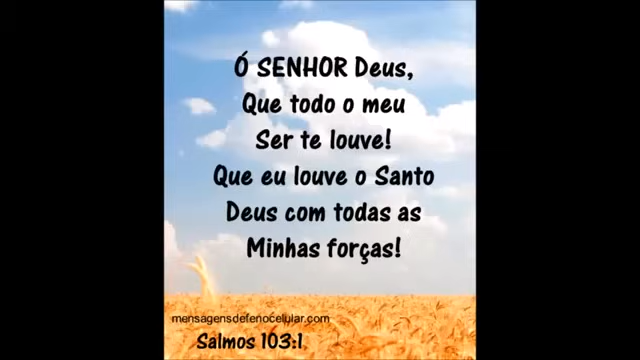 Ó SENHOR Deus,
Que todo o meu
Ser te louve!
Que eu louve o Santo
Deus com todas as
Minhas forças!
mensagensdefenocelular.com
Salmos 103:1